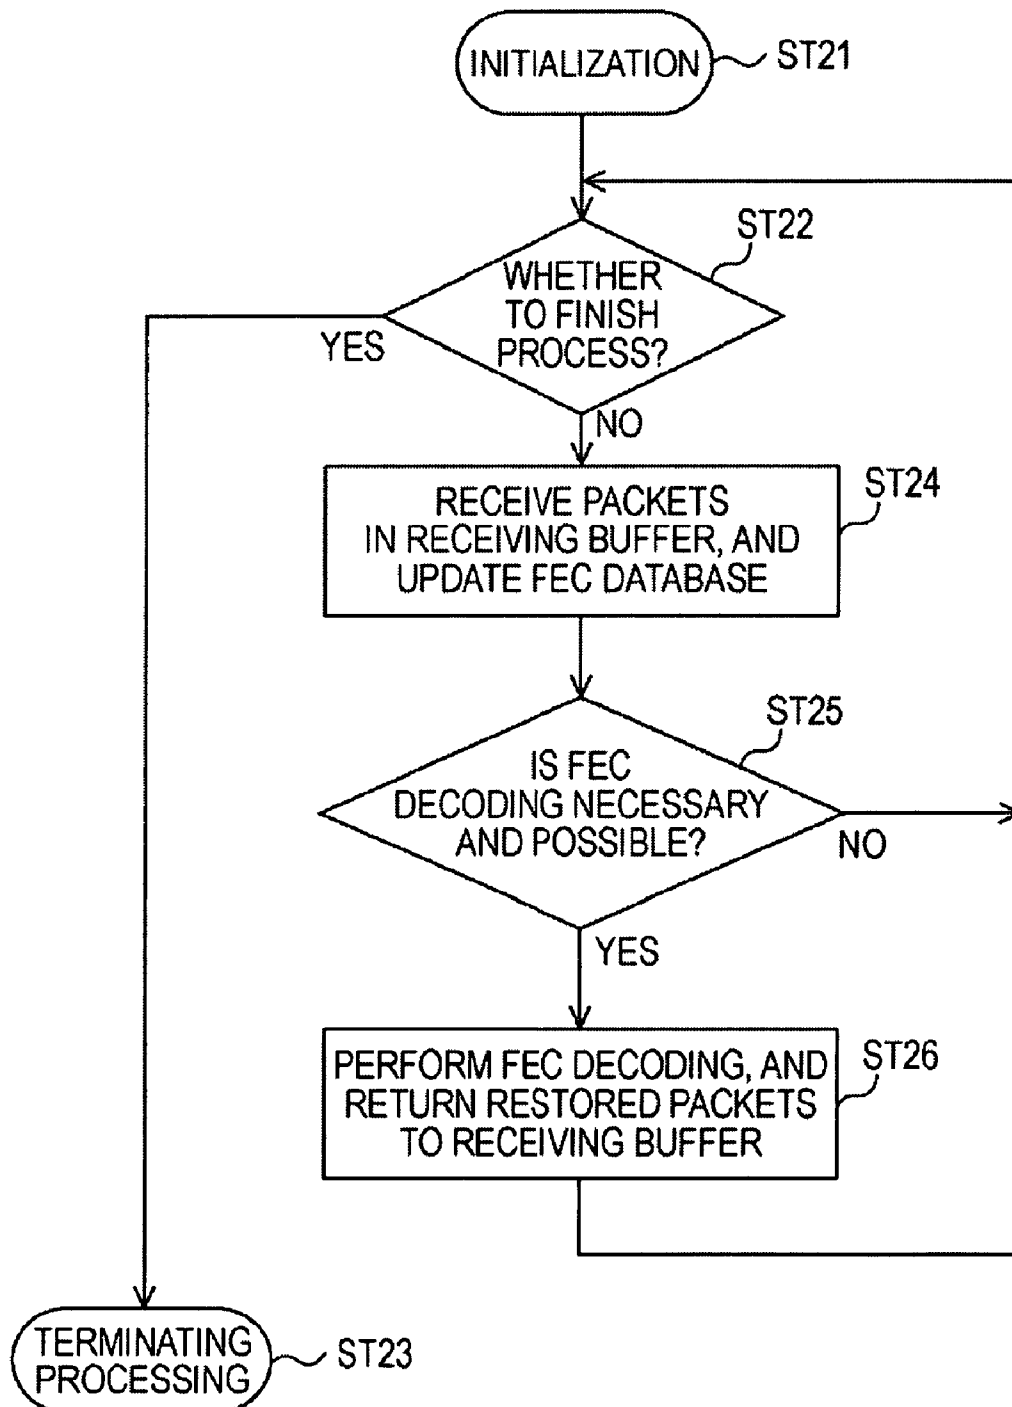 INITIALIZATION
ST21
ST22
WHETHER
TO FINISH
PROCESS?
YES
NO
ST24
RECEIVE PACKETS
IN RECEIVING BUFFER, AND
UPDATE FEC DATABASE
ST25
IS FEC
DECODING NECESSARY
AND POSSIBLE?
NO
YES
ST26
PERFORM FEC DECODING, AND
RETURN RESTORED PACKETS
TO RECEIVING BUFFER
TERMINATING
PROCESSING
ST23